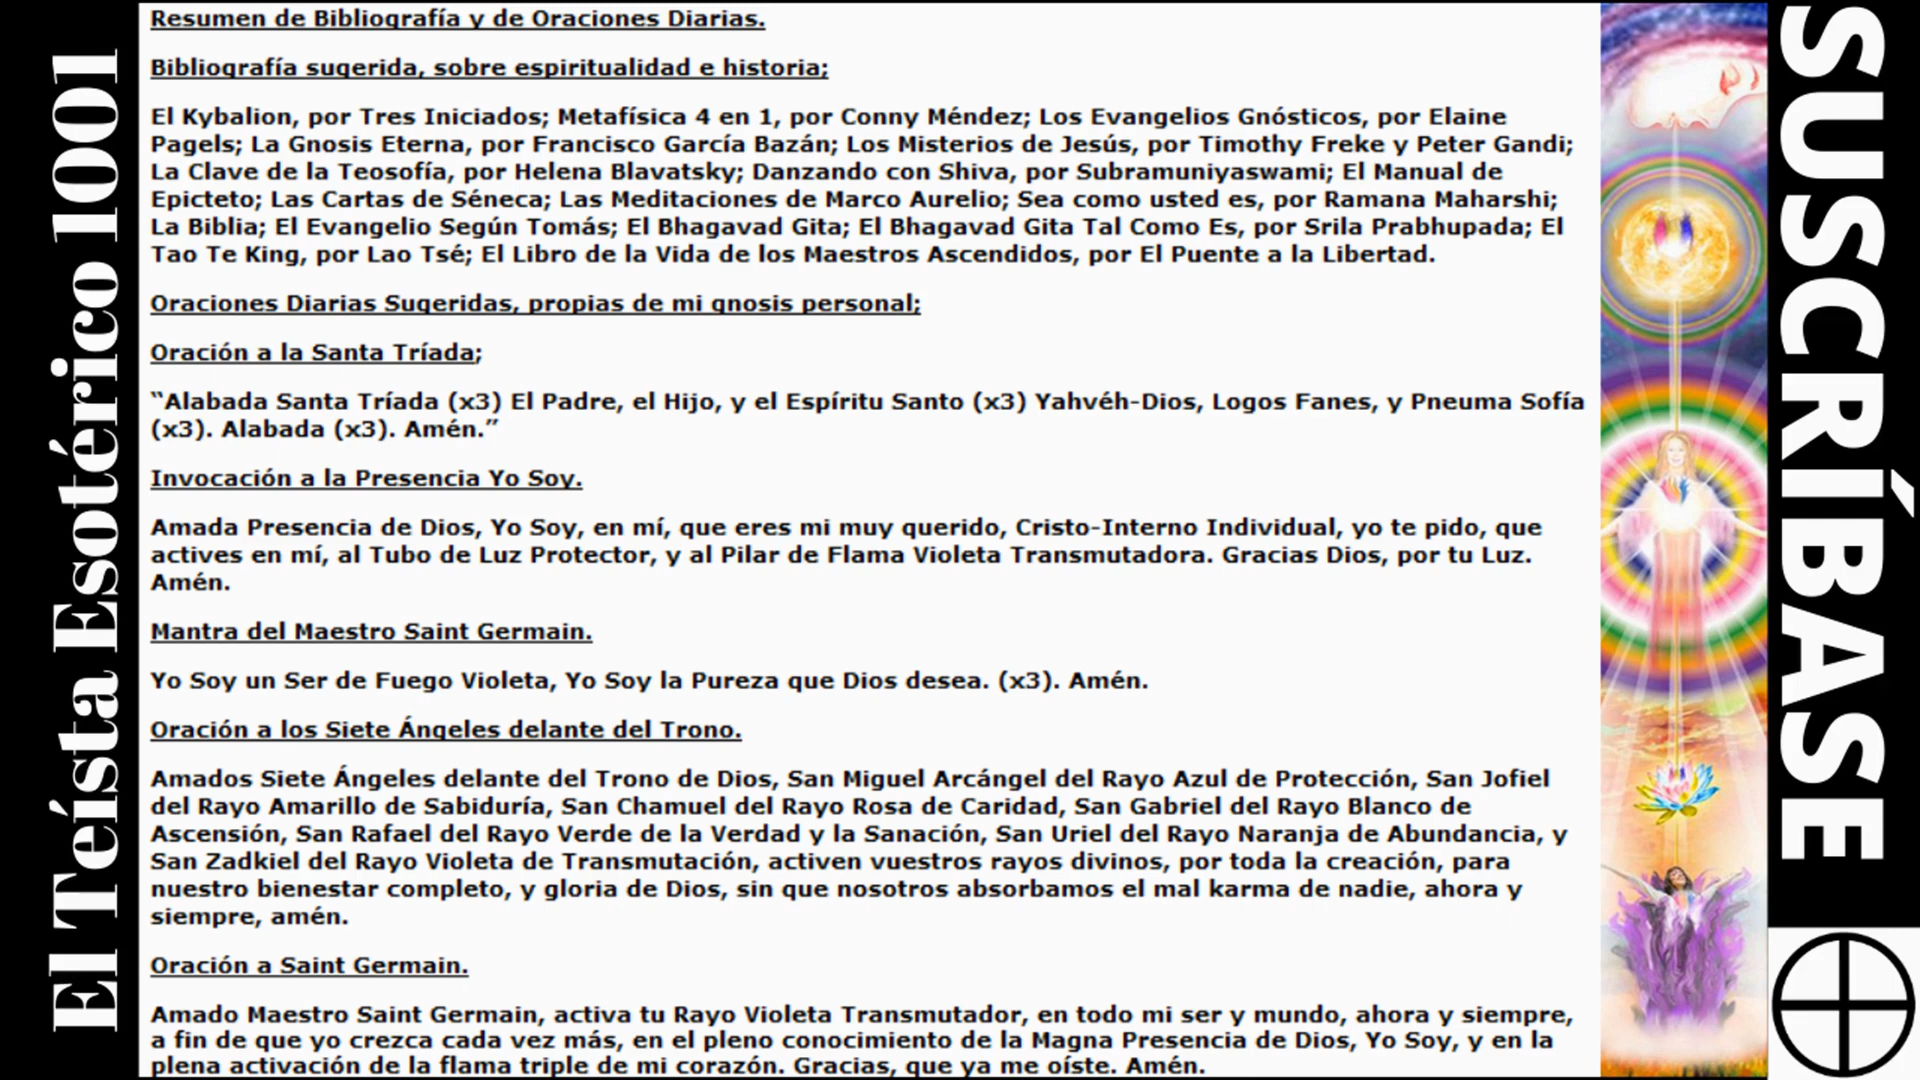 El Teísta Esotérico 1001
Resumen de Bibliografía y de Oraciones Diarias.
Bibliografía sugerida, sobre espiritualidad e historia;
El Kybalion, por Tres Iniciados; Metafísica 4 en 1, por Conny Méndez; Los Evangelios Gnósticos, por Elaine
Pagels; La Gnosis Eterna, por Francisco García Bazán; Los Misterios de Jesús, por Timothy Freke y Peter Gandi;
La Clave de la Teosofía, por Helena Blavatsky; Danzando con Shiva, por Subramuniyaswami; El Manual de
Epicteto; Las Cartas de Séneca; Las Meditaciones de Marco Aurelio; Sea como usted es, por Ramana Maharshi;
La Biblia; El Evangelio Según Tomás; El Bhagavad Gita; El Bhagavad Gita Tal Como Es, por Srila Prabhupada; El
Tao Te King, por Lao Tsé; El Libro de la Vida de los Maestros Ascendidos, por El Puente a la Libertad.
Oraciones Diarias Sugeridas, propias de mi gnosis personal;
Oración a la Santa Tríada;
“Alabada Santa Tríada (x3) El Padre, el Hijo, y el Espíritu Santo (x3) Yahvéh-Dios, Logos Fanes, y Pneuma Sofía
(x3). Alabada (x3). Amén.”
Invocación a la Presencia Yo Soy.
Amada Presencia de Dios, Yo Soy, en mí, que eres mi muy querido, Cristo-Interno Individual, yo te pido, que
actives en mí, al Tubo de Luz Protector, y al Pilar de Flama Violeta Transmutadora. Gracias Dios, por tu Luz.
Amén.
Mantra del Maestro Saint Germain.
Yo Soy un Ser de Fuego Violeta, Yo Soy la Pureza que Dios desea. (x3). Amén.
Oración a los Siete Ángeles delante del Trono.
Amados Siete Ángeles delante del Trono de Dios, San Miguel Arcángel del Rayo Azul de Protección, San Jofiel
del Rayo Amarillo de Sabiduría, San Chamuel del Rayo Rosa de Caridad, San Gabriel del Rayo Blanco de
Ascensión, San Rafael del Rayo Verde de la Verdad y la Sanación, San Uriel del Rayo Naranja de Abundancia, y
San Zadkiel del Rayo Violeta de Transmutación, activen vuestros rayos divinos, por toda la creación, para
nuestro bienestar completo, y gloria de Dios, sin que nosotros absorbamos el mal karma de nadie, ahora y
siempre, amén.
Oración a Saint Germain.
Amado Maestro Saint Germain, activa tu Rayo Violeta Transmutador, en todo mi ser y mundo, ahora y siempre,
a fin de que yo crezca cada vez más, en el pleno conocimiento de la Magna Presencia de Dios, Yo Soy, y en la
plena activación de la flama triple de mi corazón. Gracias, que ya me oíste. Amén.
SUSCRÍBASE